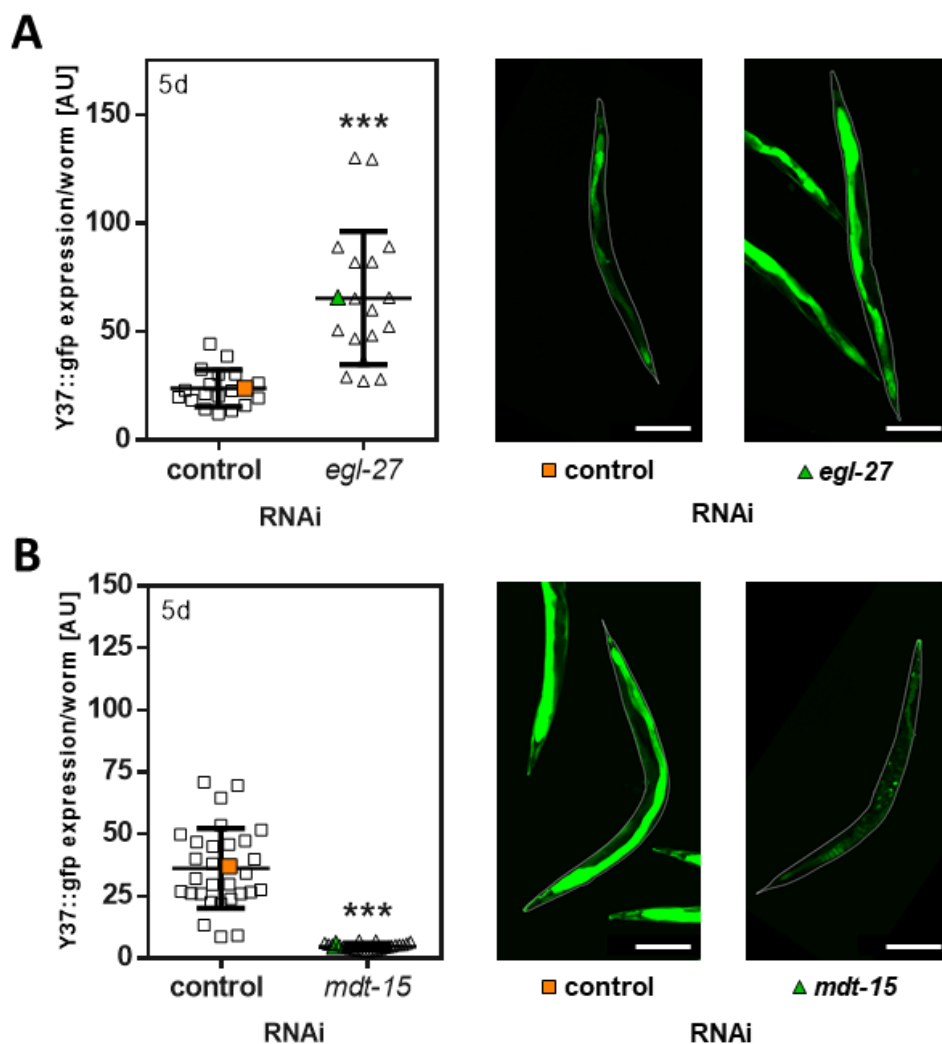 A
Y37::gfp expression/worm [AU]
5d
150
100
50
0
***
control
egl-27
RNAi
control
egl-27
RNAi
B
Y37::gfp expression/worm [AU]
5d
150
125
100
75
50
25
0
***
control
mdt-15
RNAi
control
mdt-15
RNAi